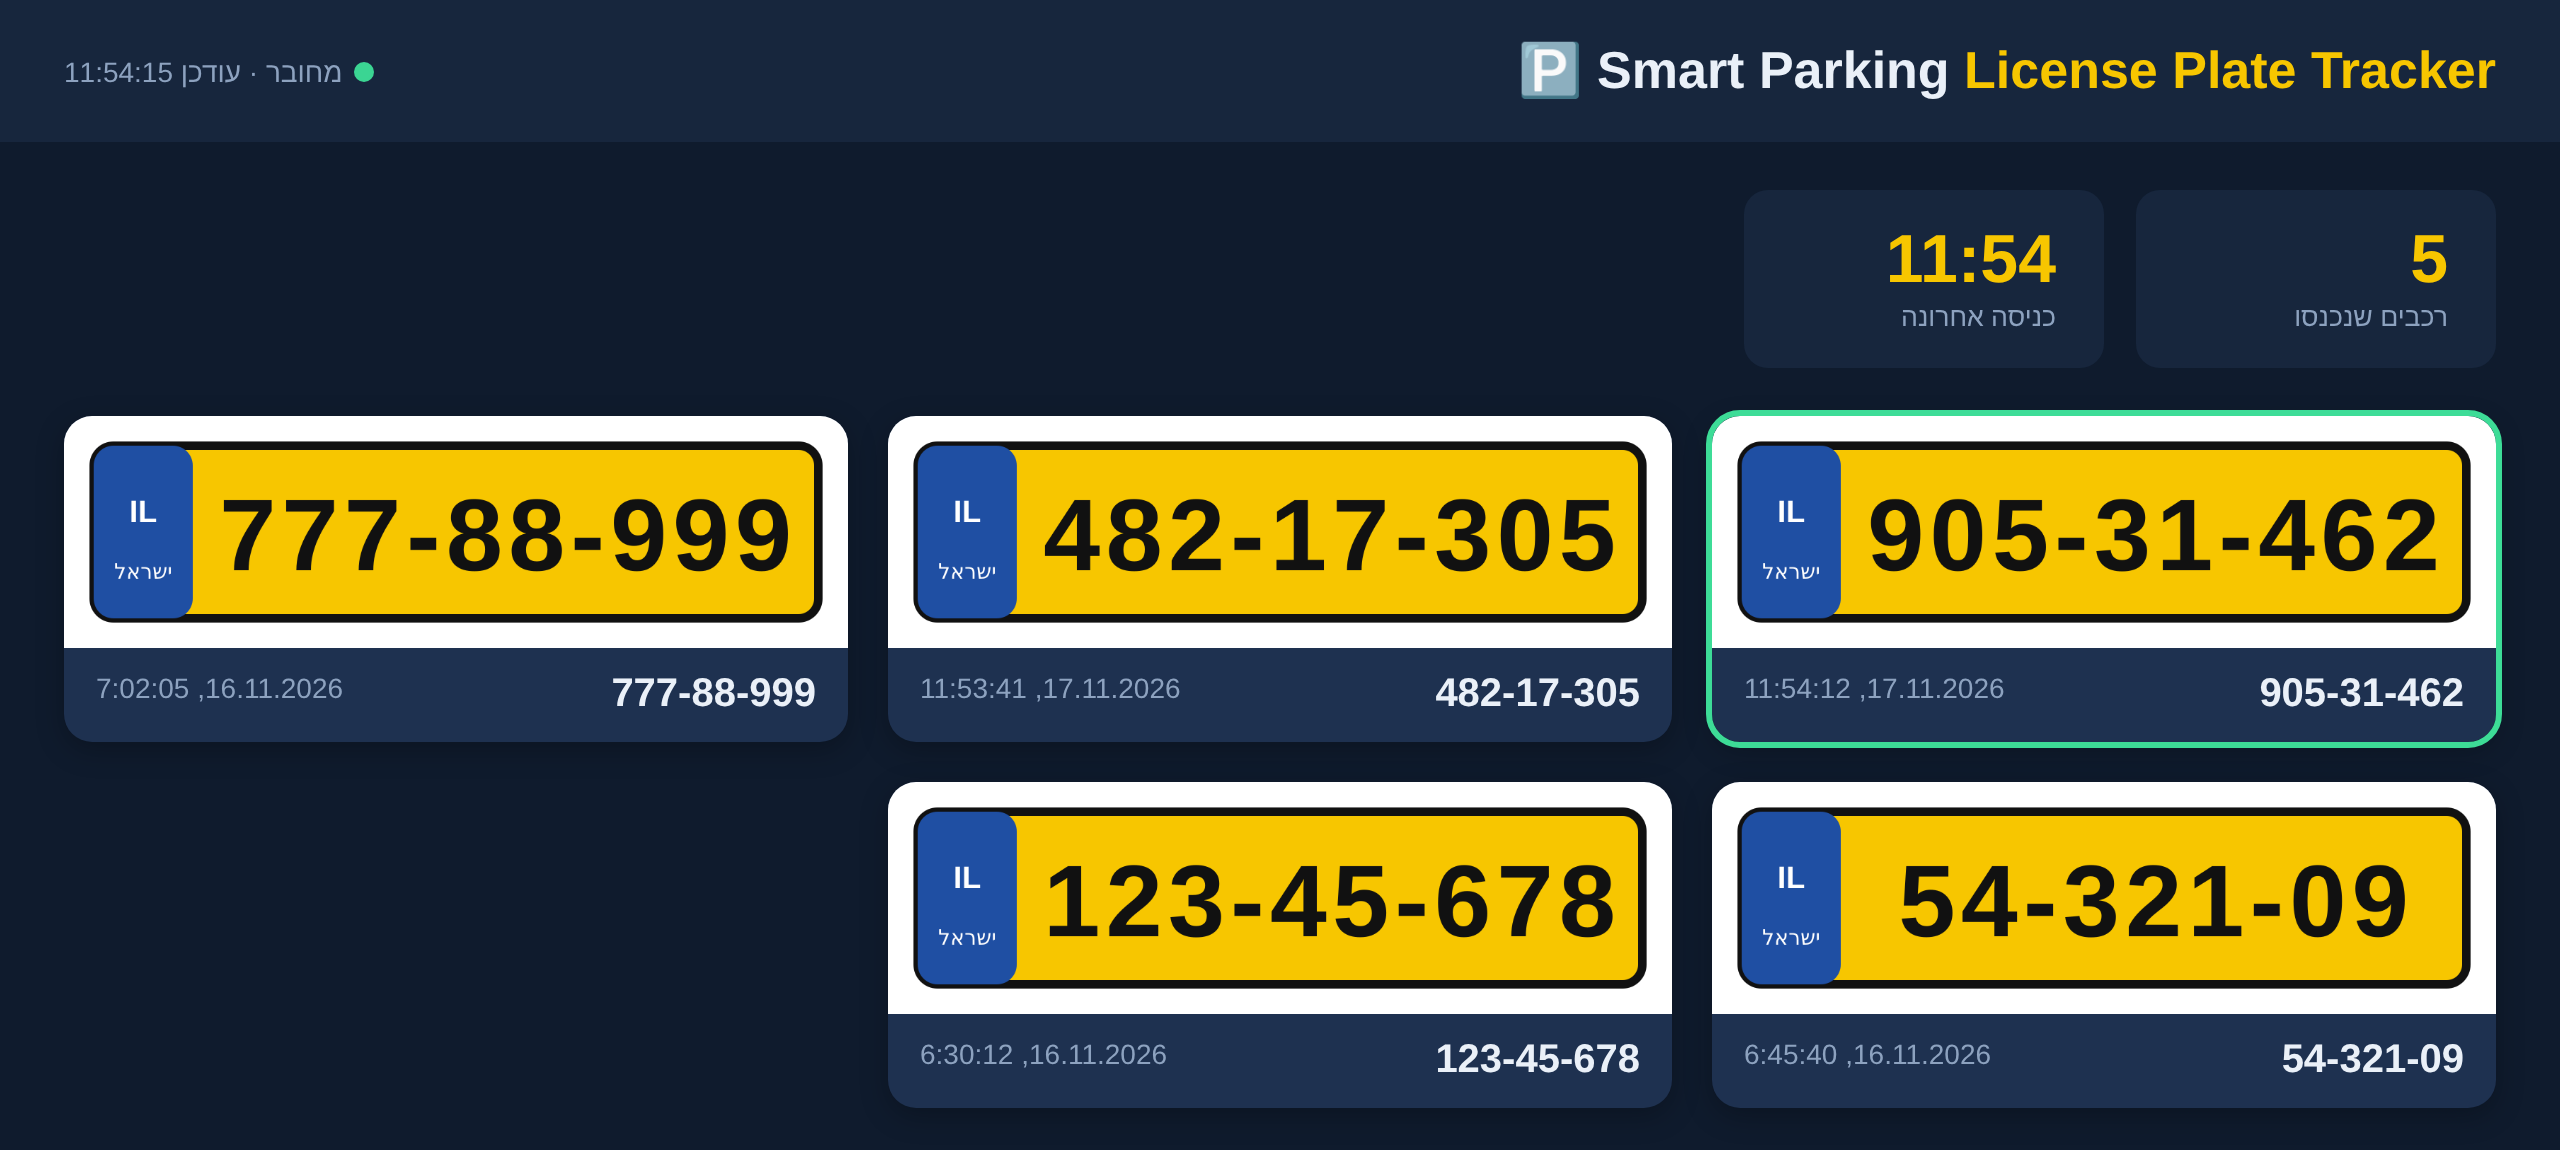 🅿️ Smart Parking License Plate Tracker
מחובר · עודכן 11:54:15
5
רכבים שנכנסו
11:54
כניסה אחרונה
IL
ישראל
905-31-462
905-31-462
17.11.2026, 11:54:12
IL
ישראל
482-17-305
482-17-305
17.11.2026, 11:53:41
IL
ישראל
777-88-999
777-88-999
16.11.2026, 7:02:05
IL
ישראל
54-321-09
54-321-09
16.11.2026, 6:45:40
IL
ישראל
123-45-678
123-45-678
16.11.2026, 6:30:12